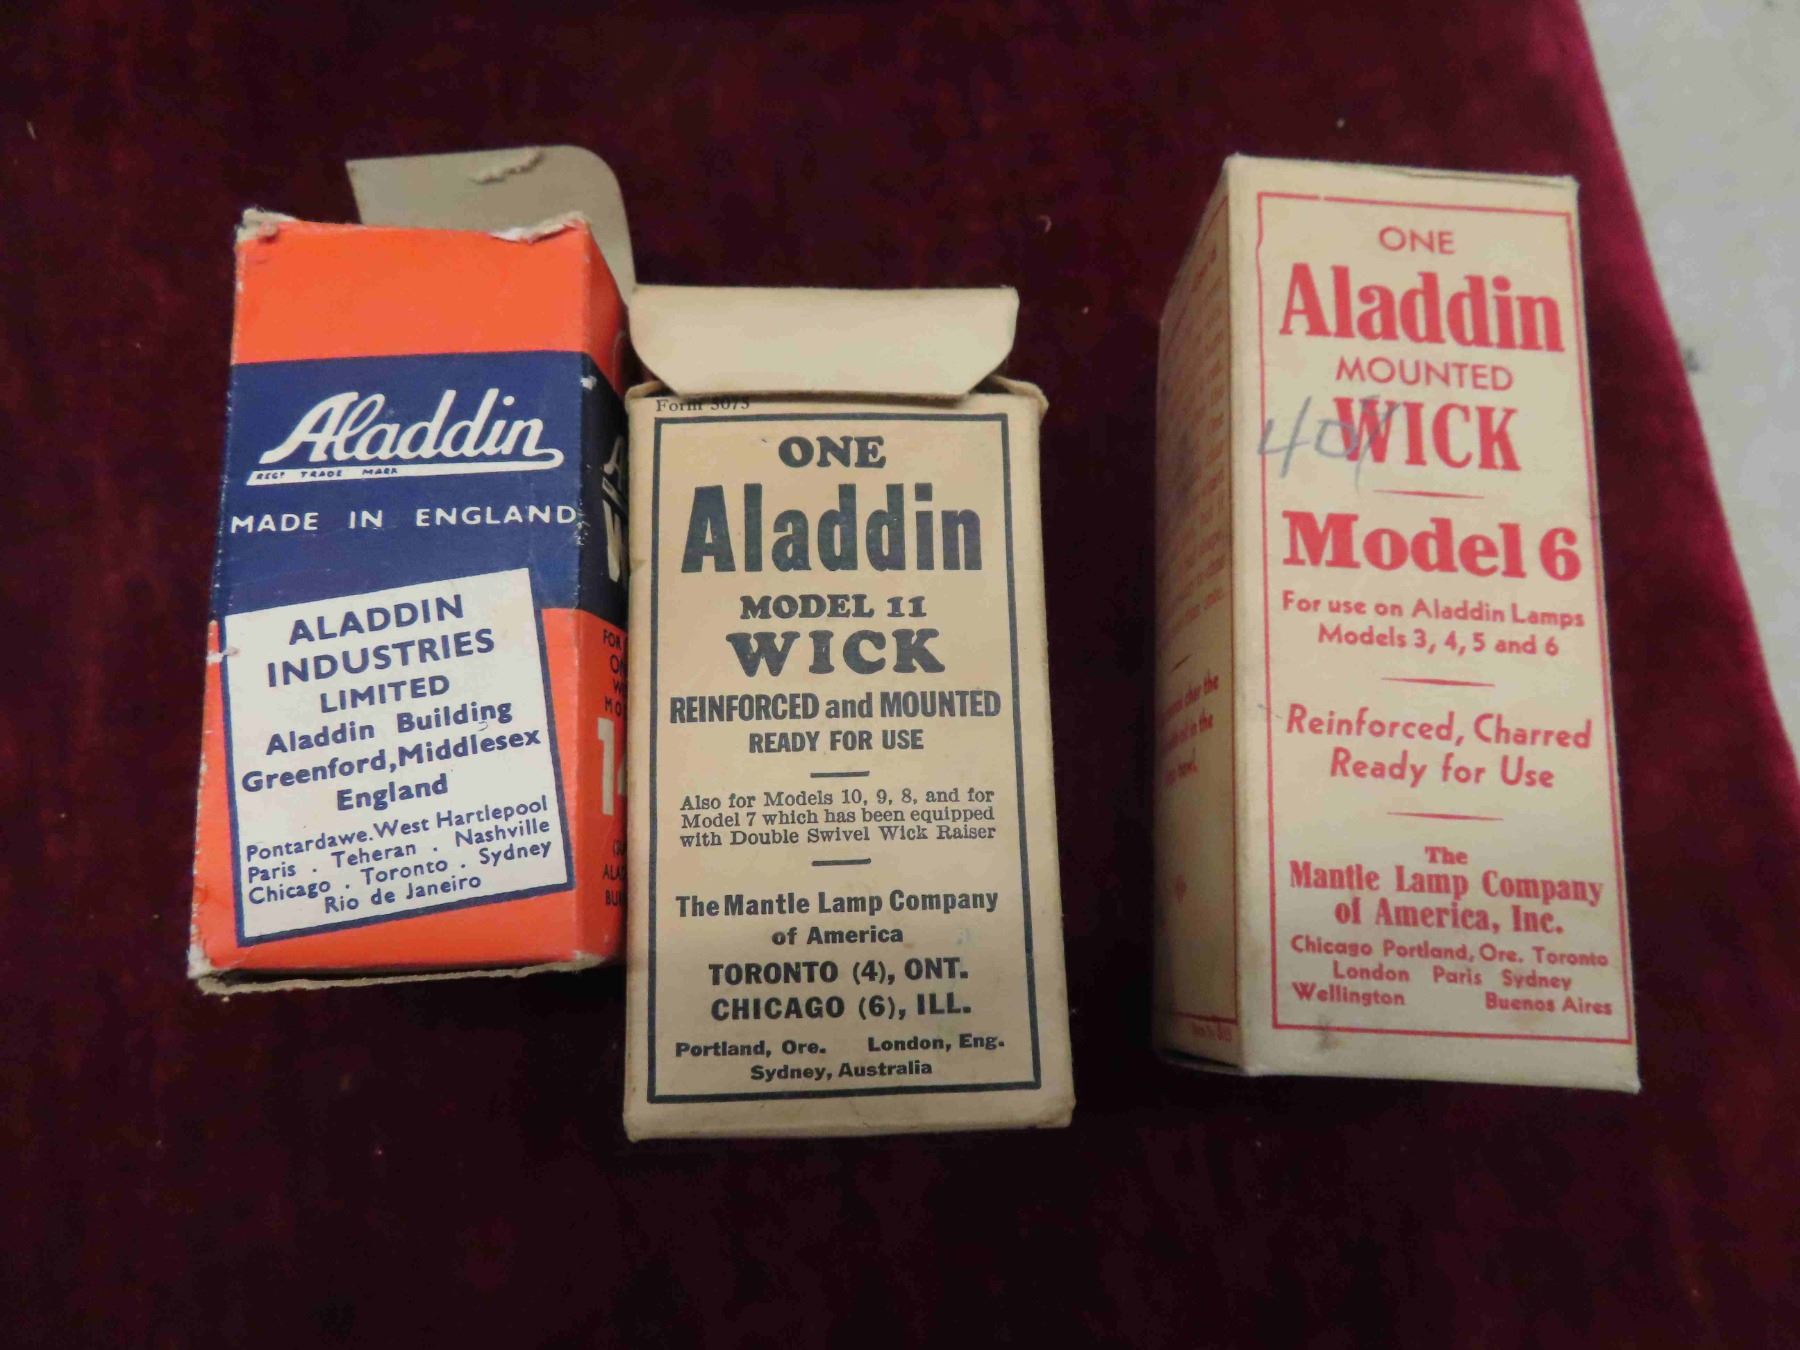 Aladdin
REGD TRADE MARK
MADE IN ENGLAND
ALADDIN
INDUSTRIES
LIMITED
Aladdin Building
Greenford, Middlesex
England
Pontardawe. West Hartlepool
Paris . Teheran . Nashville
Chicago . Toronto . Sydney
Rio de Janeiro
Form 3075
ONE
Aladdin
MODEL 11
WICK
REINFORCED and MOUNTED
READY FOR USE
Also for Models 10, 9, 8, and for
Model 7 which has been equipped
with Double Swivel Wick Raiser
The Mantle Lamp Company
of America
TORONTO (4), ONT.
CHICAGO (6), ILL.
Portland, Ore. London, Eng.
Sydney, Australia
ONE
Aladdin
MOUNTED
WICK
Model 6
For use on Aladdin Lamps
Models 3, 4, 5 and 6
Reinforced, Charred
Ready for Use
The
Mantle Lamp Company
of America, Inc.
Chicago Portland, Ore. Toronto
London Paris Sydney
Wellington Buenos Aires